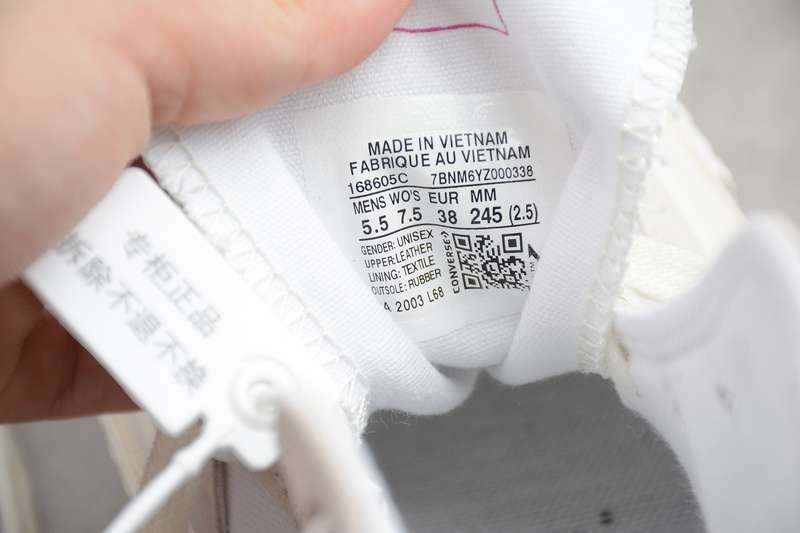 MADE IN VIETNAM
FABRIQUE AU VIETNAM
168605C 7BNM6YZ000338
MENS WO'S EUR MM
5.5 7.5 38 245 (2.5)
GENDER: UNISEX
UPPER:LEATHER
LINING: TEXTILE
OUTSOLE: RUBBER
A 2003 L68
CONVERSE
专柜正品
拆除不退不换